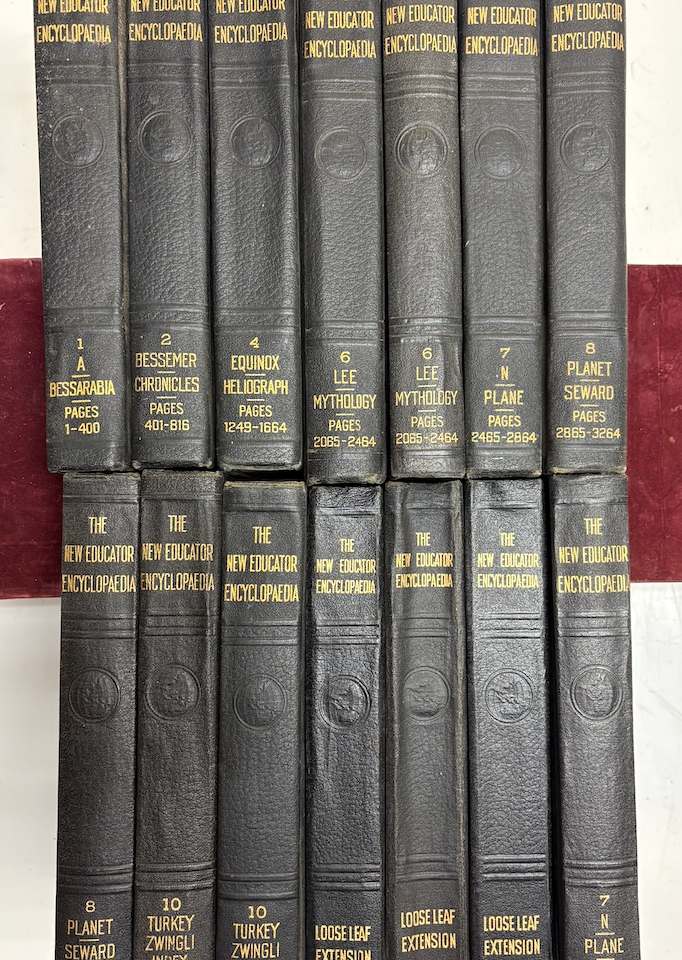 NEW EDUCATOR
ENCYCLOPAEDIA
1
A
BESSARABIA
PAGES
1-400
NEW EDUCATOR
ENCYCLOPAEDIA
2
BESSEMER
CHRONICLES
PAGES
401-816
NEW EDUCATOR
ENCYCLOPAEDIA
4
EQUINOX
HELIOGRAPH
PAGES
1249-1664
NEW EDUCATOR
ENCYCLOPAEDIA
6
LEE
MYTHOLOGY
PAGES
2065-2464
NEW EDUCATOR
ENCYCLOPAEDIA
6
LEE
MYTHOLOGY
PAGES
2065-2464
NEW EDUCATOR
ENCYCLOPAEDIA
7
N
PLANE
PAGES
2465-2864
NEW EDUCATOR
ENCYCLOPAEDIA
8
PLANET
SEWARD
PAGES
2865-3264
THE
NEW EDUCATOR
ENCYCLOPAEDIA
8
PLANET
SEWARD
THE
NEW EDUCATOR
ENCYCLOPAEDIA
10
TURKEY
ZWINGLI
INDEX
THE
NEW EDUCATOR
ENCYCLOPAEDIA
10
TURKEY
ZWINGLI
THE
NEW EDUCATOR
ENCYCLOPAEDIA
LOOSE LEAF
EXTENSION
THE
NEW EDUCATOR
ENCYCLOPAEDIA
LOOSE LEAF
EXTENSION
THE
NEW EDUCATOR
ENCYCLOPAEDIA
LOOSE LEAF
EXTENSION
THE
NEW EDUCATOR
ENCYCLOPAEDIA
7
N
PLANE